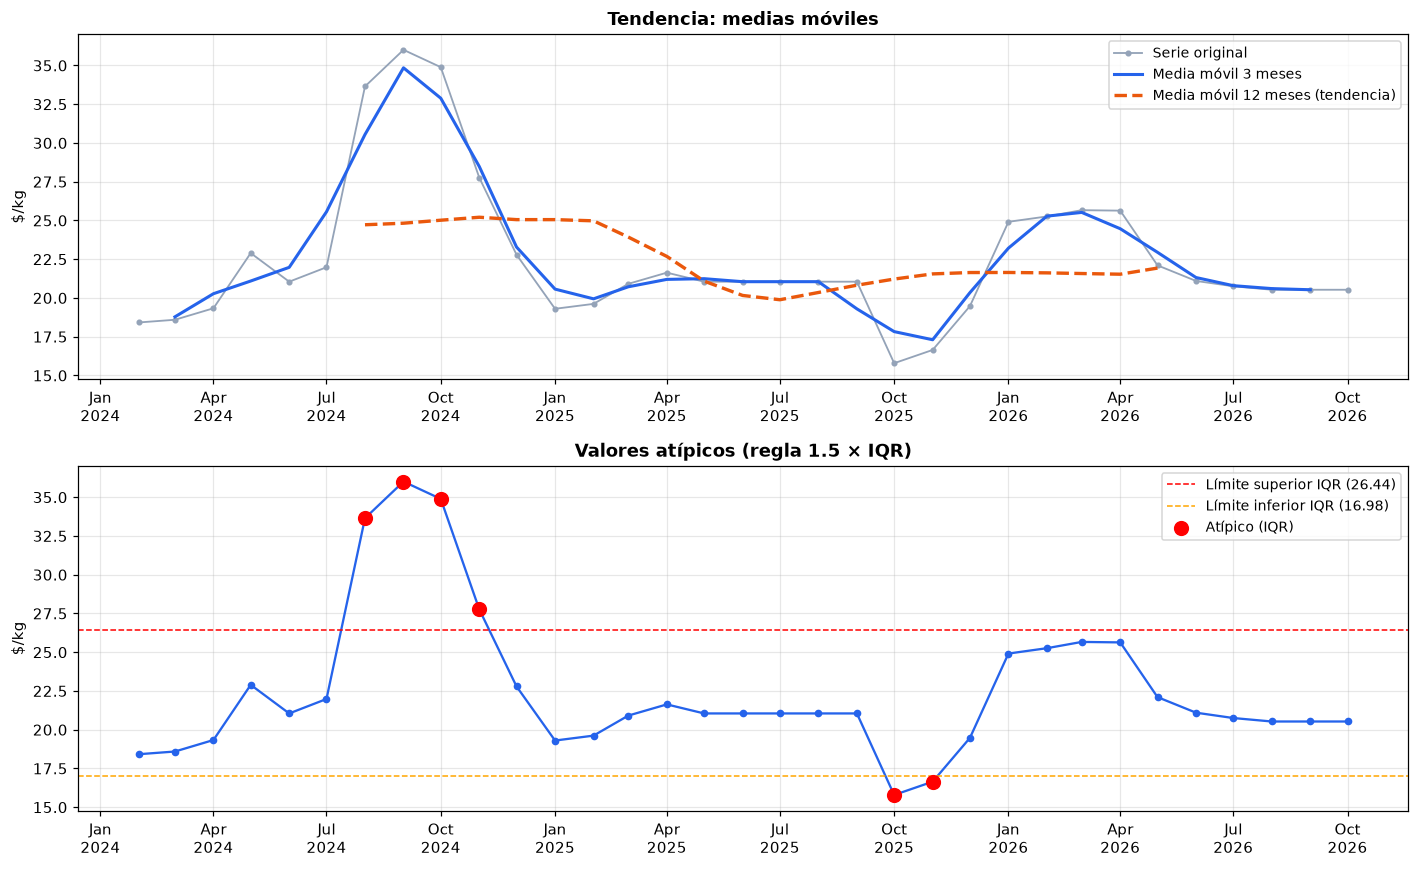 Tendencia: medias móviles
Serie original
Media móvil 3 meses
Media móvil 12 meses (tendencia)
$/kg
35.0
32.5
30.0
27.5
25.0
22.5
20.0
17.5
15.0
Jan Apr Jul Oct Jan Apr Jul Oct Jan Apr Jul Oct
2024 2024 2024 2024 2025 2025 2025 2025 2026 2026 2026 2026
Valores atípicos (regla 1.5 × IQR)
Límite superior IQR (26.44)
Límite inferior IQR (16.98)
Atípico (IQR)
$/kg
35.0
32.5
30.0
27.5
25.0
22.5
20.0
17.5
15.0
Jan Apr Jul Oct Jan Apr Jul Oct Jan Apr Jul Oct
2024 2024 2024 2024 2025 2025 2025 2025 2026 2026 2026 2026